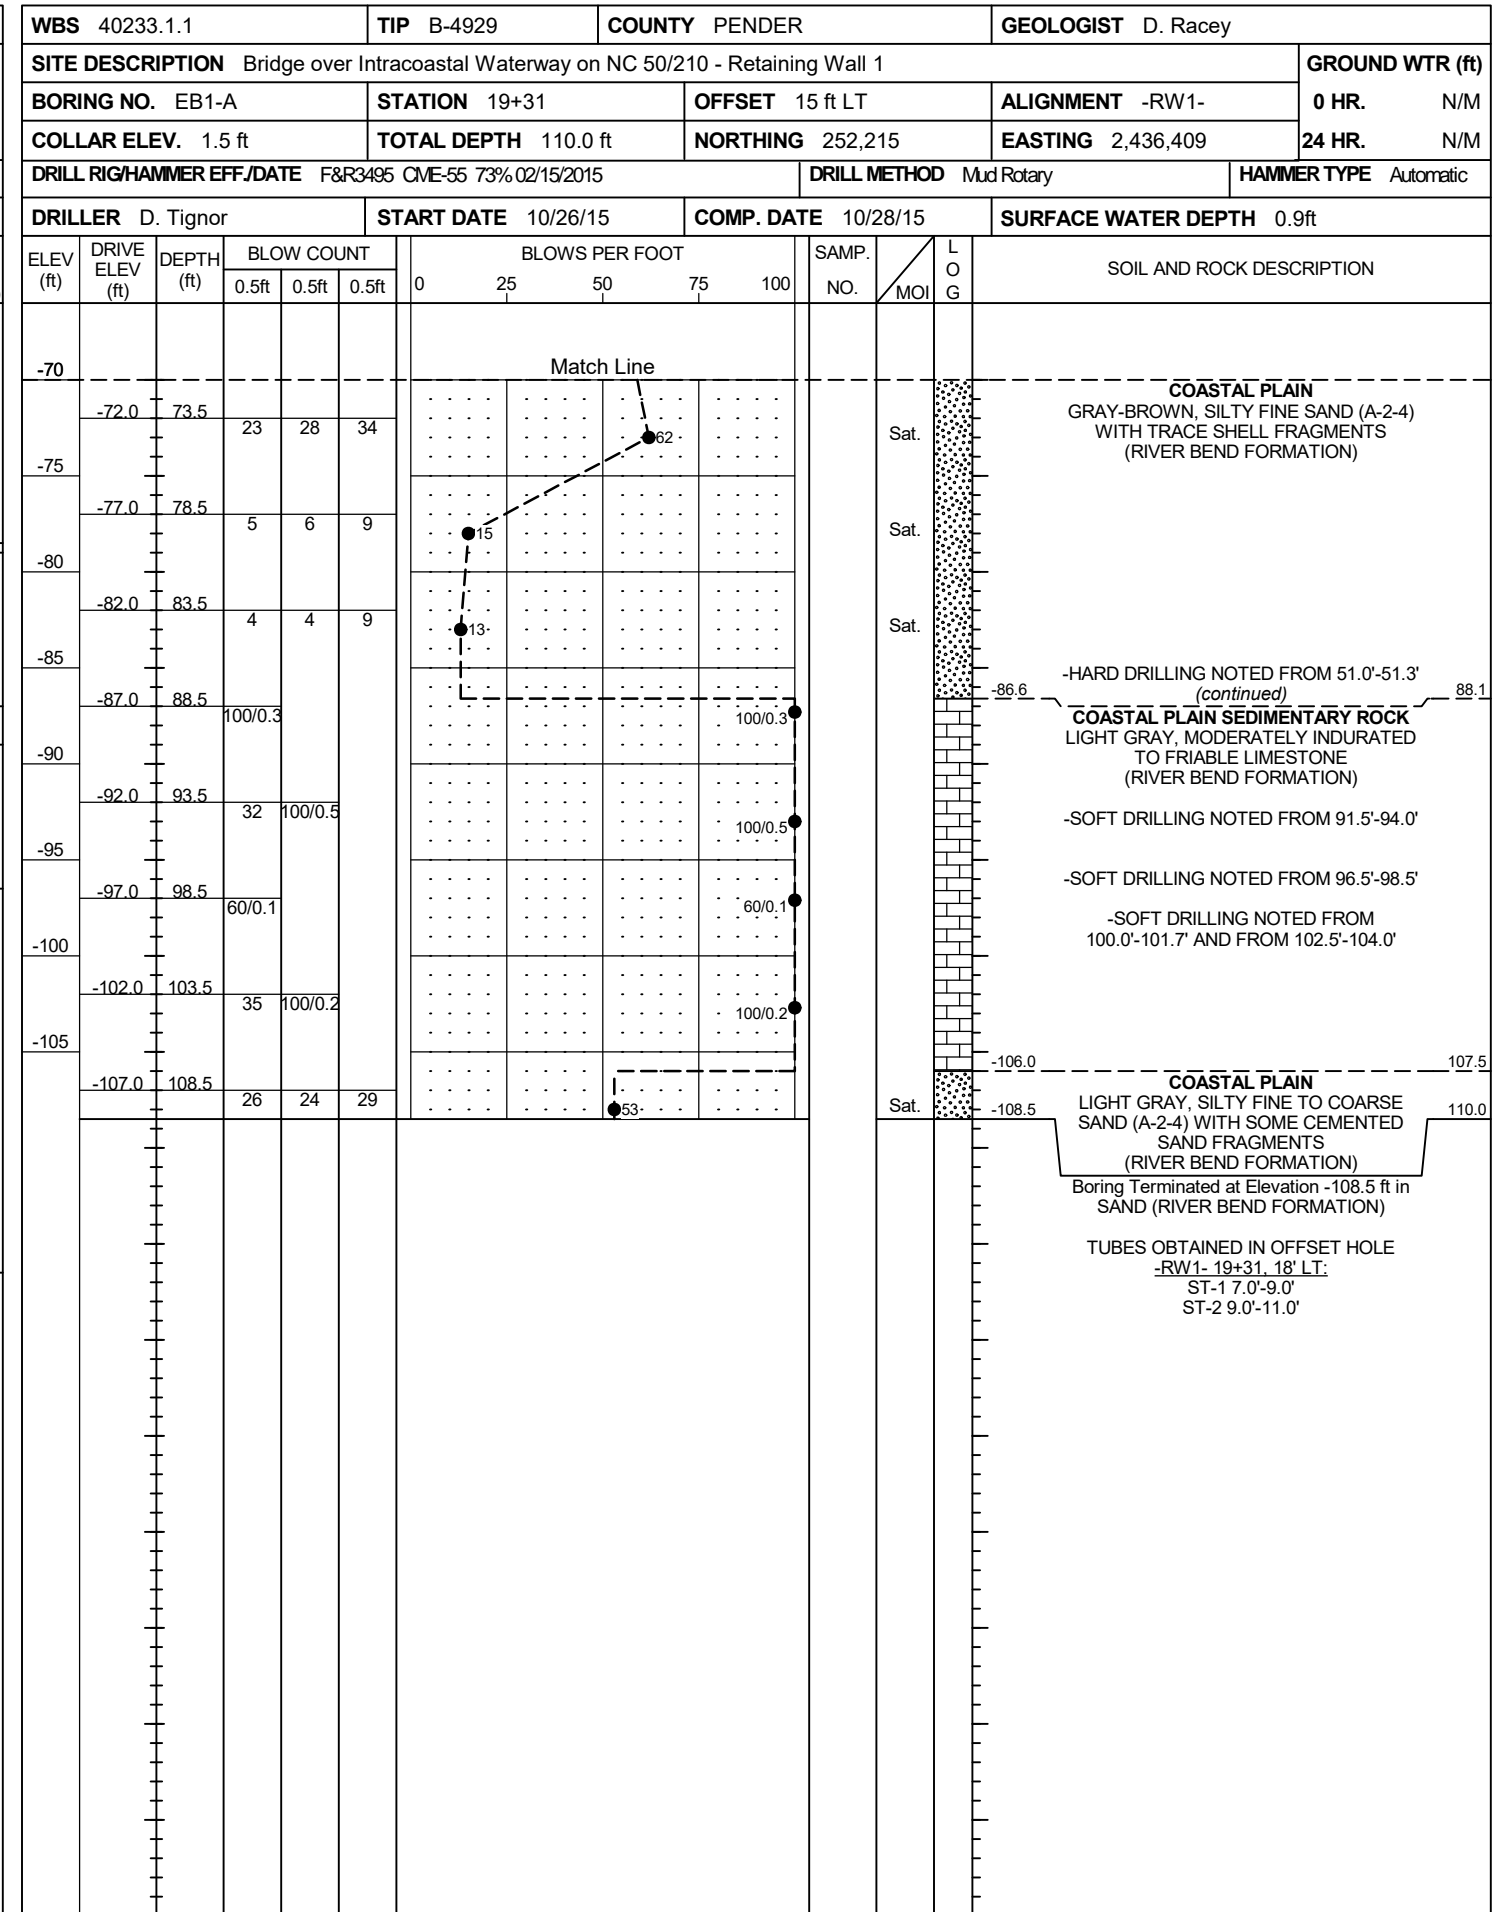 WBS 40233.1.1 TIP B-4929 COUNTY PENDER GEOLOGIST D. Racey
SITE DESCRIPTION Bridge over Intracoastal Waterway on NC 50/210 - Retaining Wall 1 GROUND WTR (ft)
BORING NO. EB1-A STATION 19+31 OFFSET 15 ft LT ALIGNMENT -RW1- 0 HR. N/M
COLLAR ELEV. 1.5 ft TOTAL DEPTH 110.0 ft NORTHING 252,215 EASTING 2,436,409 24 HR. N/M
DRILL RIG/HAMMER EFF./DATE F&R3495 CME-55 73% 02/15/2015 DRILL METHOD Mud Rotary HAMMER TYPE Automatic
DRILLER D. Tignor START DATE 10/26/15 COMP. DATE 10/28/15 SURFACE WATER DEPTH 0.9ft
ELEV (ft) DRIVE ELEV (ft) DEPTH (ft) BLOW COUNT BLOWS PER FOOT SAMP. NO. MOI LOG SOIL AND ROCK DESCRIPTION
0.5ft 0.5ft 0.5ft 0 25 50 75 100
Match Line
-70
COASTAL PLAIN
-72.0 73.5 GRAY-BROWN, SILTY FINE SAND (A-2-4)
23 28 34 62 Sat. WITH TRACE SHELL FRAGMENTS
(RIVER BEND FORMATION)
-75
-77.0 78.5
5 6 9 15 Sat.
-80
-82.0 83.5
4 4 9 13 Sat.
-85
-HARD DRILLING NOTED FROM 51.0'-51.3'
-86.6 (continued) 88.1
-87.0 88.5
100/0.3 100/0.3 COASTAL PLAIN SEDIMENTARY ROCK
LIGHT GRAY, MODERATELY INDURATED
-90 TO FRIABLE LIMESTONE
(RIVER BEND FORMATION)
-92.0 93.5
32 100/0.5 100/0.5 -SOFT DRILLING NOTED FROM 91.5'-94.0'
-95
-97.0 98.5 -SOFT DRILLING NOTED FROM 96.5'-98.5'
60/0.1 60/0.1
-SOFT DRILLING NOTED FROM
-100 100.0'-101.7' AND FROM 102.5'-104.0'
-102.0 103.5
35 100/0.2 100/0.2
-105
-106.0 107.5
-107.0 108.5 COASTAL PLAIN
26 24 29 53 Sat. -108.5 LIGHT GRAY, SILTY FINE TO COARSE 110.0
SAND (A-2-4) WITH SOME CEMENTED
SAND FRAGMENTS
(RIVER BEND FORMATION)
Boring Terminated at Elevation -108.5 ft in
SAND (RIVER BEND FORMATION)
TUBES OBTAINED IN OFFSET HOLE
-RW1- 19+31, 18' LT:
ST-1 7.0'-9.0'
ST-2 9.0'-11.0'